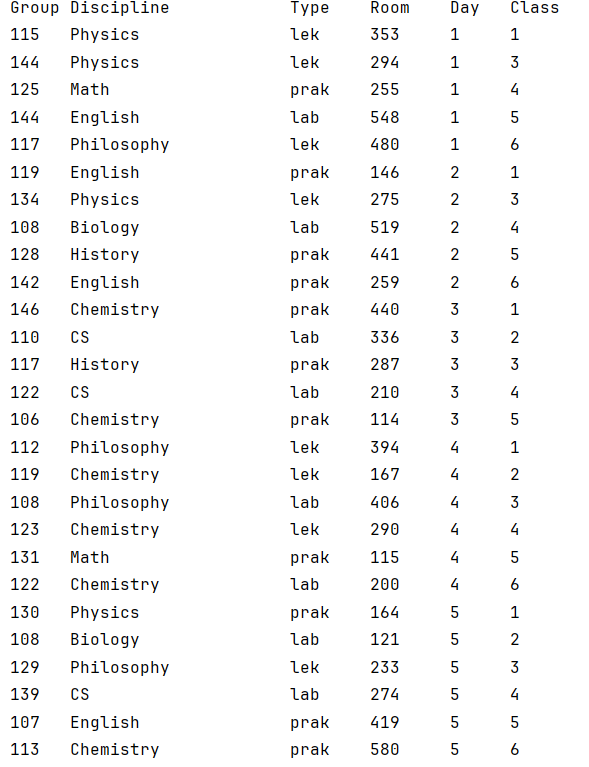 Group Discipline Type Room Day Class
115 Physics lek 353 1 1
144 Physics lek 294 1 3
125 Math prak 255 1 4
144 English lab 548 1 5
117 Philosophy lek 480 1 6
119 English prak 146 2 1
134 Physics lek 275 2 3
108 Biology lab 519 2 4
128 History prak 441 2 5
142 English prak 259 2 6
146 Chemistry prak 440 3 1
110 CS lab 336 3 2
117 History prak 287 3 3
122 CS lab 210 3 4
106 Chemistry prak 114 3 5
112 Philosophy lek 394 4 1
119 Chemistry lek 167 4 2
108 Philosophy lab 406 4 3
123 Chemistry lek 290 4 4
131 Math prak 115 4 5
122 Chemistry lab 200 4 6
130 Physics prak 164 5 1
108 Biology lab 121 5 2
129 Philosophy lek 233 5 3
139 CS lab 274 5 4
107 English prak 419 5 5
113 Chemistry prak 580 5 6